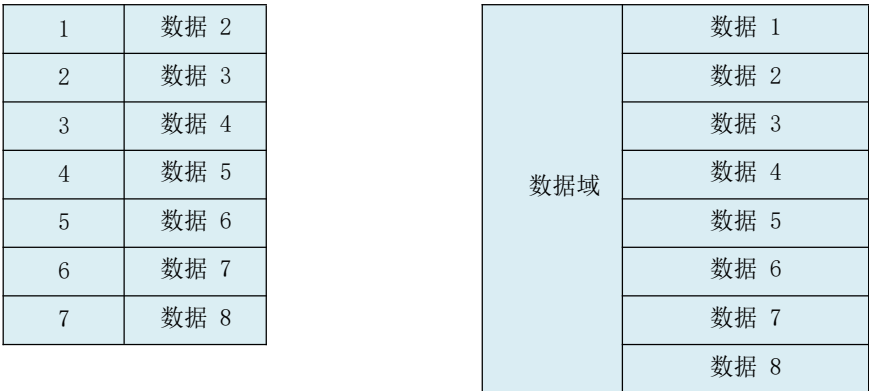 1 数据 2
2 数据 3
3 数据 4
4 数据 5
5 数据 6
6 数据 7
7 数据 8
数据域
数据 1
数据 2
数据 3
数据 4
数据 5
数据 6
数据 7
数据 8